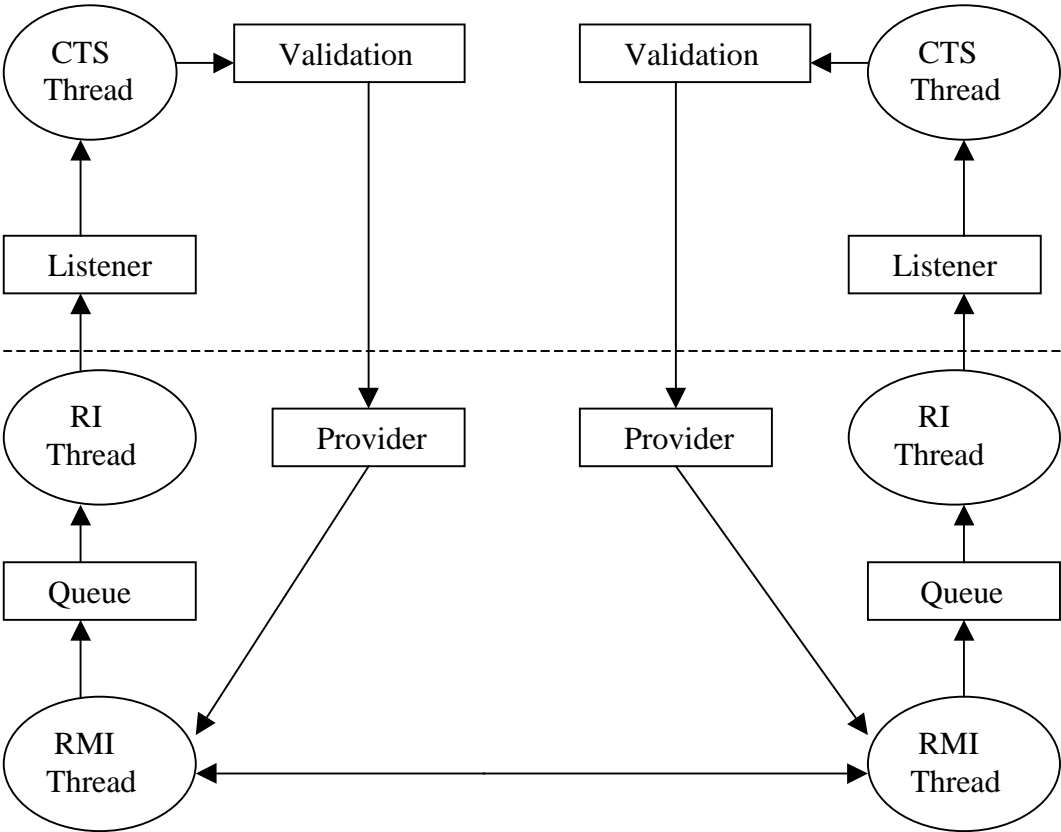 CTS
Thread
Validation
Validation
CTS
Thread
Listener
Listener
RI
Thread
Provider
Provider
RI
Thread
Queue
Queue
RMI
Thread
RMI
Thread